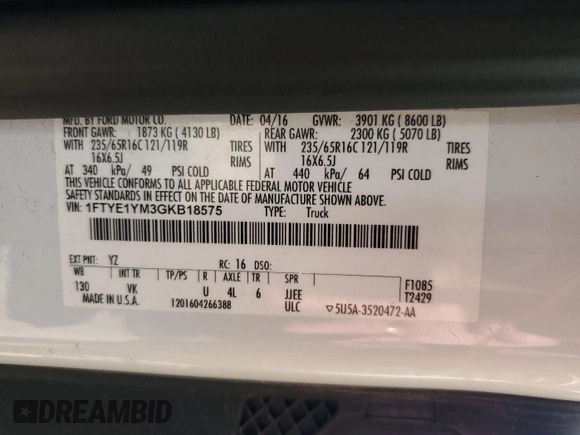 MFD. BY FORD MOTOR CO. DATE: 04/16 GVWR: 3901 KG ( 8600 LB)
FRONT GAWR: 1873 KG ( 4130 LB) REAR GAWR: 2300 KG ( 5070 LB)
WITH 235/65R16C 121/119R TIRES WITH 235/65R16C 121/119R TIRES
16X6.5J RIMS 16X6.5J RIMS
AT 340 kPa/ 49 PSI COLD AT 440 kPa/ 64 PSI COLD
THIS VEHICLE CONFORMS TO ALL APPLICABLE FEDERAL MOTOR VEHICLE
SAFETY STANDARDS IN EFFECT ON THE DATE OF MANUFACTURE SHOWN ABOVE.
VIN: 1FTYE1YM3GKB18575 TYPE: Truck
EXT PNT: YZ RC: 16 DSO:
WB INT TR TP/PS R AXLE TR SPR
130 VK U 4L 6 JJEE
F1085
T2429
MADE IN U.S.A. 1201604266388 ULC ▽5U5A-3520472-AA
DREAMBID